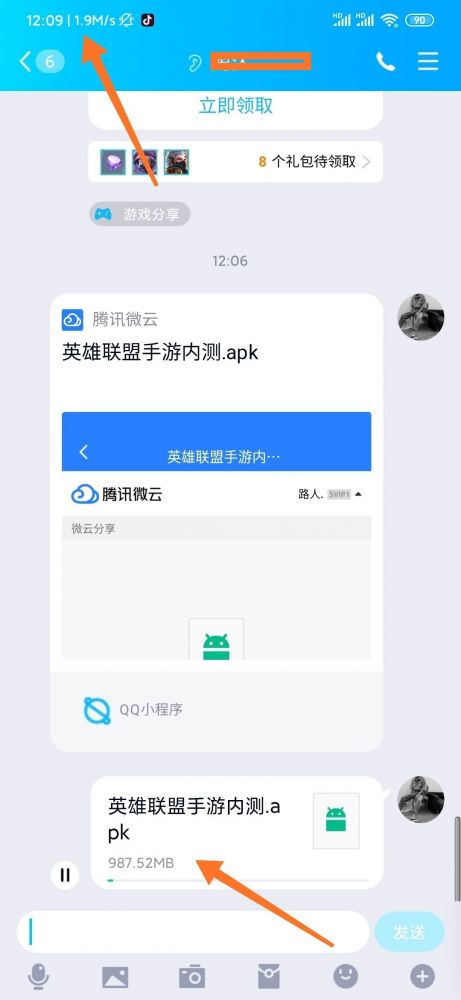 12:09 | 1.9M/s
HD HD 90
6
立即领取
8 个礼包待领取
游戏分享
12:06
腾讯微云
英雄联盟手游内测.apk
英雄联盟手游内…
腾讯微云 路人. SVIP1
微云分享
QQ小程序
英雄联盟手游内测.a
pk
987.52MB
发送